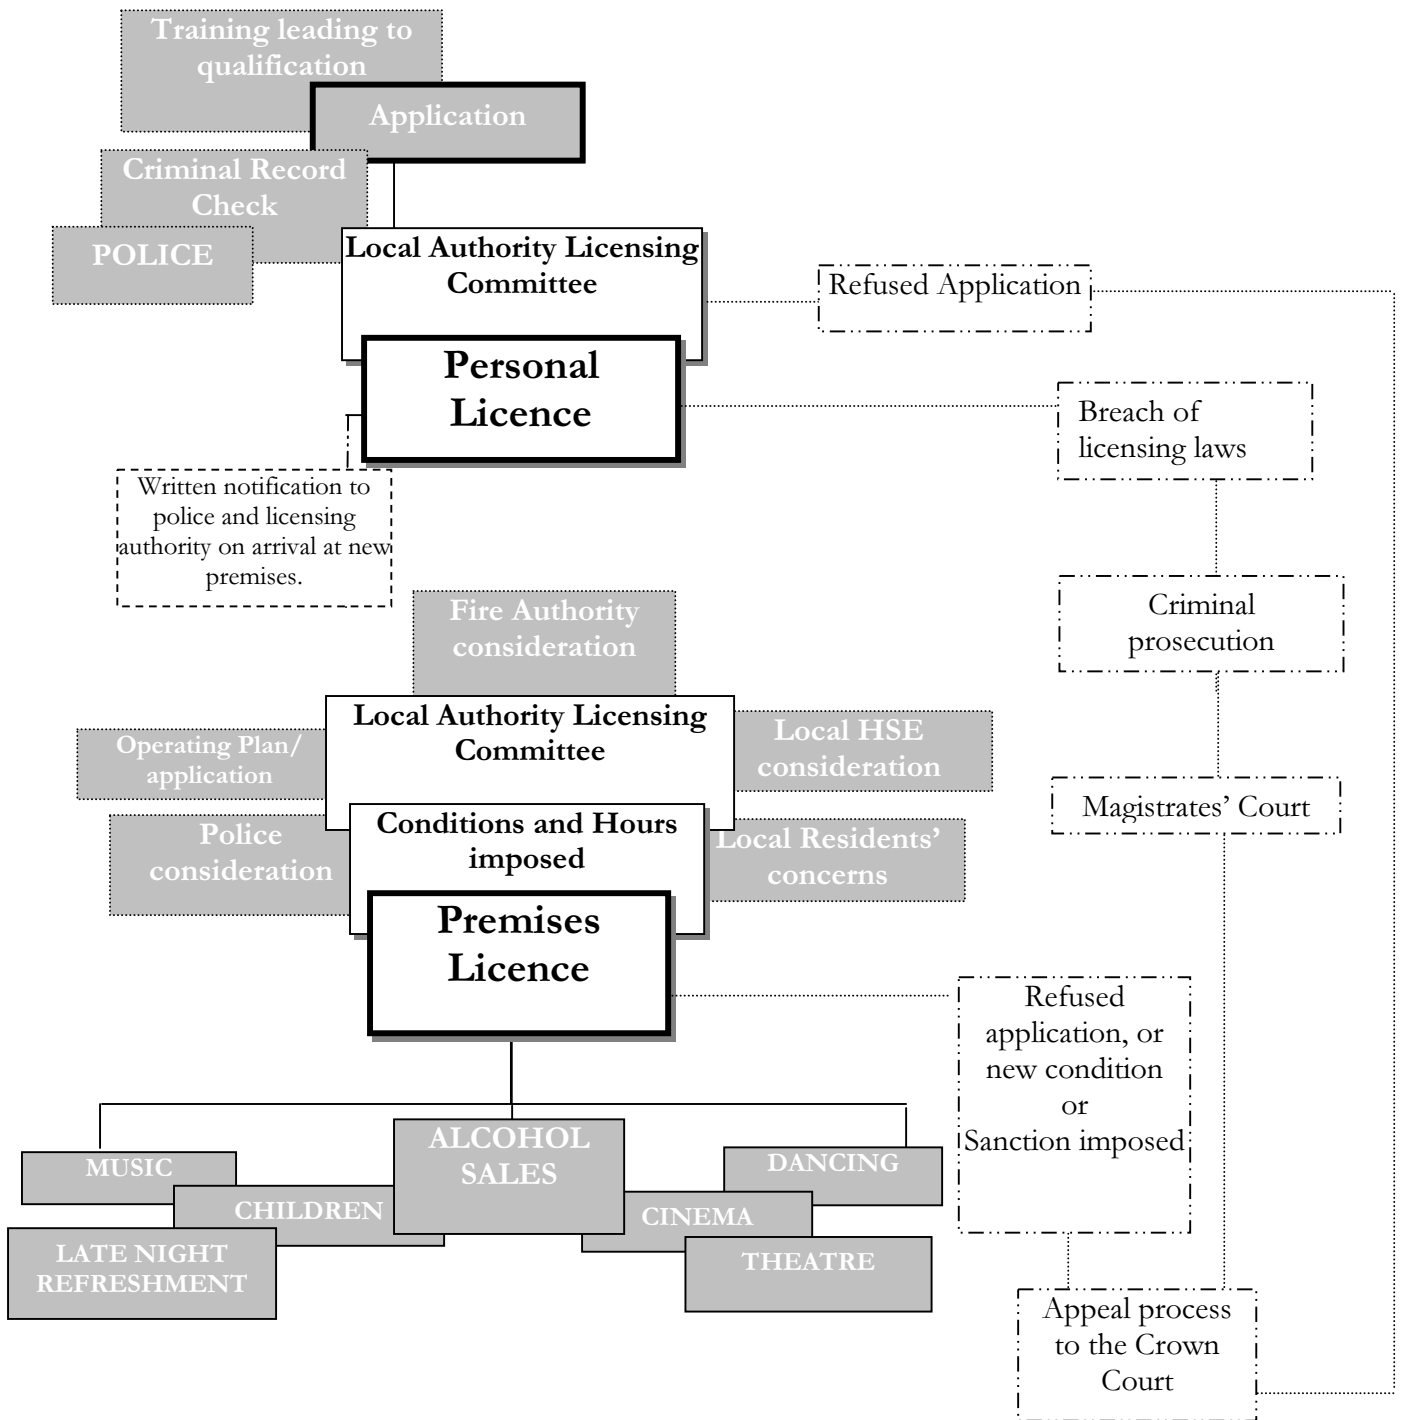 Training leading to
qualification
Application
Criminal Record
Check
POLICE
Local Authority Licensing
Committee
Refused Application
Personal
Licence
Breach of
licensing laws
Written notification to
police and licensing
authority on arrival at new
premises.
Criminal
prosecution
Fire Authority
consideration
Local Authority Licensing
Committee
Operating Plan/
application
Local HSE
consideration
Magistrates’ Court
Police
consideration
Conditions and Hours
imposed
Local Residents’
concerns
Premises
Licence
Refused
application, or
new condition
or
Sanction imposed
MUSIC
CHILDREN
LATE NIGHT
REFRESHMENT
ALCOHOL
SALES
CINEMA
DANCING
THEATRE
Appeal process
to the Crown
Court